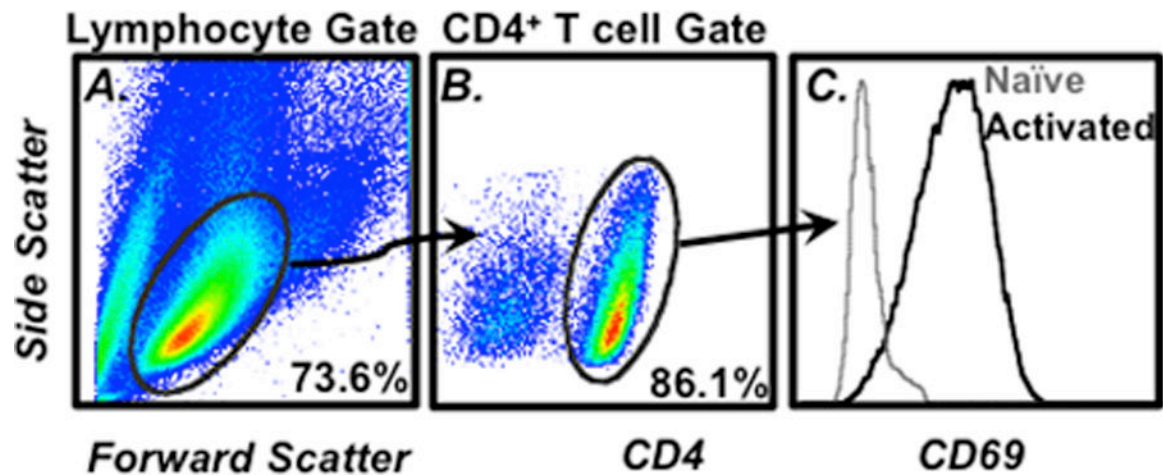 Lymphocyte Gate
CD4⁺ T cell Gate
A.
B.
C.
Naïve
Activated
Side Scatter
73.6%
86.1%
Forward Scatter
CD4
CD69